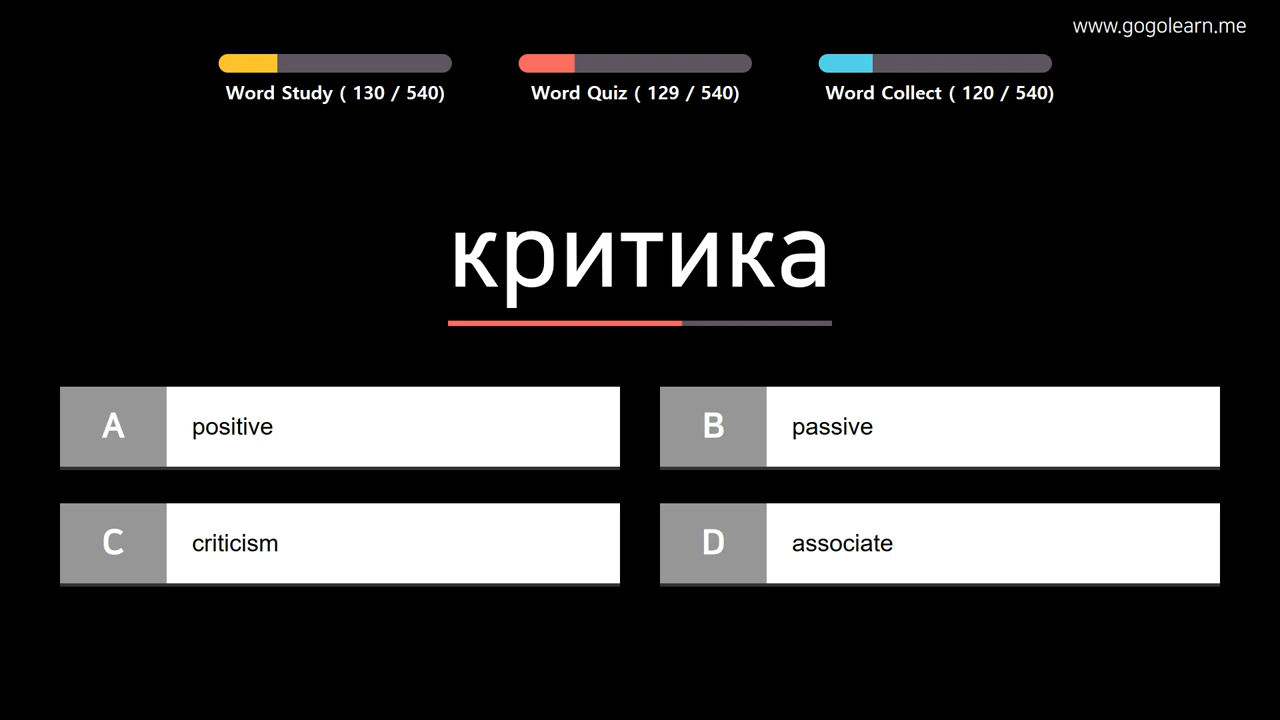 www.gogolearn.me
Word Study ( 130 / 540)
Word Quiz ( 129 / 540)
Word Collect ( 120 / 540)
критика
A positive
B passive
C criticism
D associate